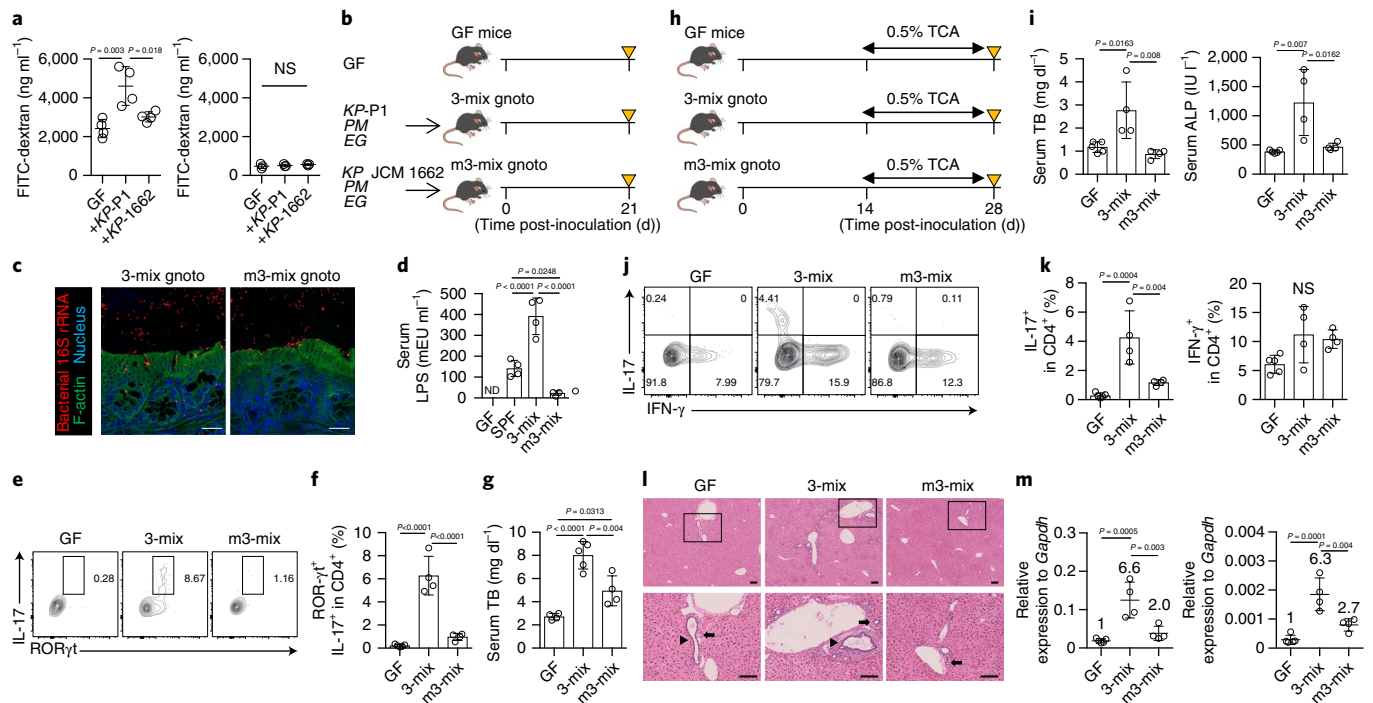 a
FITC-dextran (ng ml−1)
6,000
4,000
2,000
0
P = 0.003
P = 0.018
GF
+KP-P1
+KP-1662
FITC-dextran (ng ml−1)
6,000
4,000
2,000
0
NS
GF
+KP-P1
+KP-1662
b
GF mice
GF
3-mix gnoto
KP-P1
PM
EG
m3-mix gnoto
KP JCM 1662
PM
EG
0
21
(Time post-inoculation (d))
h
GF mice
0.5% TCA
3-mix gnoto
0.5% TCA
m3-mix gnoto
0.5% TCA
0
14
28
(Time post-inoculation (d))
i
Serum TB (mg dl−1)
5
4
3
2
1
0
P = 0.0163
P = 0.008
GF
3-mix
m3-mix
Serum ALP (IU l−1)
2,000
1,500
1,000
500
0
P = 0.007
P = 0.0162
GF
3-mix
m3-mix
c
3-mix gnoto
m3-mix gnoto
Bacterial 16S rRNA
F-actin Nucleus
d
Serum
LPS (mEU ml−1)
500
400
300
200
100
0
P = 0.0248
P < 0.0001
P < 0.0001
ND
GF
SPF
3-mix
m3-mix
j
GF
3-mix
m3-mix
0.24
0
91.8
7.99
4.41
0
79.7
15.9
0.79
0.11
86.8
12.3
IL-17
IFN-γ
k
IL-17+
in CD4+ (%)
10
8
6
4
2
0
P = 0.0004
P = 0.004
GF
3-mix
m3-mix
IFN-γ+
in CD4+ (%)
20
15
10
5
0
NS
GF
3-mix
m3-mix
e
GF
3-mix
m3-mix
0.28
8.67
1.16
IL-17
RORγt
f
ROR-γt+
IL-17+ in CD4+ (%)
10
8
6
4
2
0
P<0.0001
P<0.0001
GF
3-mix
m3-mix
g
Serum TB (mg dl−1)
10
8
6
4
2
0
P = 0.0313
P < 0.0001
P = 0.004
GF
3-mix
m3-mix
l
GF
3-mix
m3-mix
m
Relative
expression to Gapdh
0.3
0.2
0.1
0
P = 0.0005
P = 0.003
1
6.6
2.0
GF
3-mix
m3-mix
Relative
expression to Gapdh
0.004
0.003
0.002
0.001
0
P = 0.0001
P = 0.004
1
6.3
2.7
GF
3-mix
m3-mix